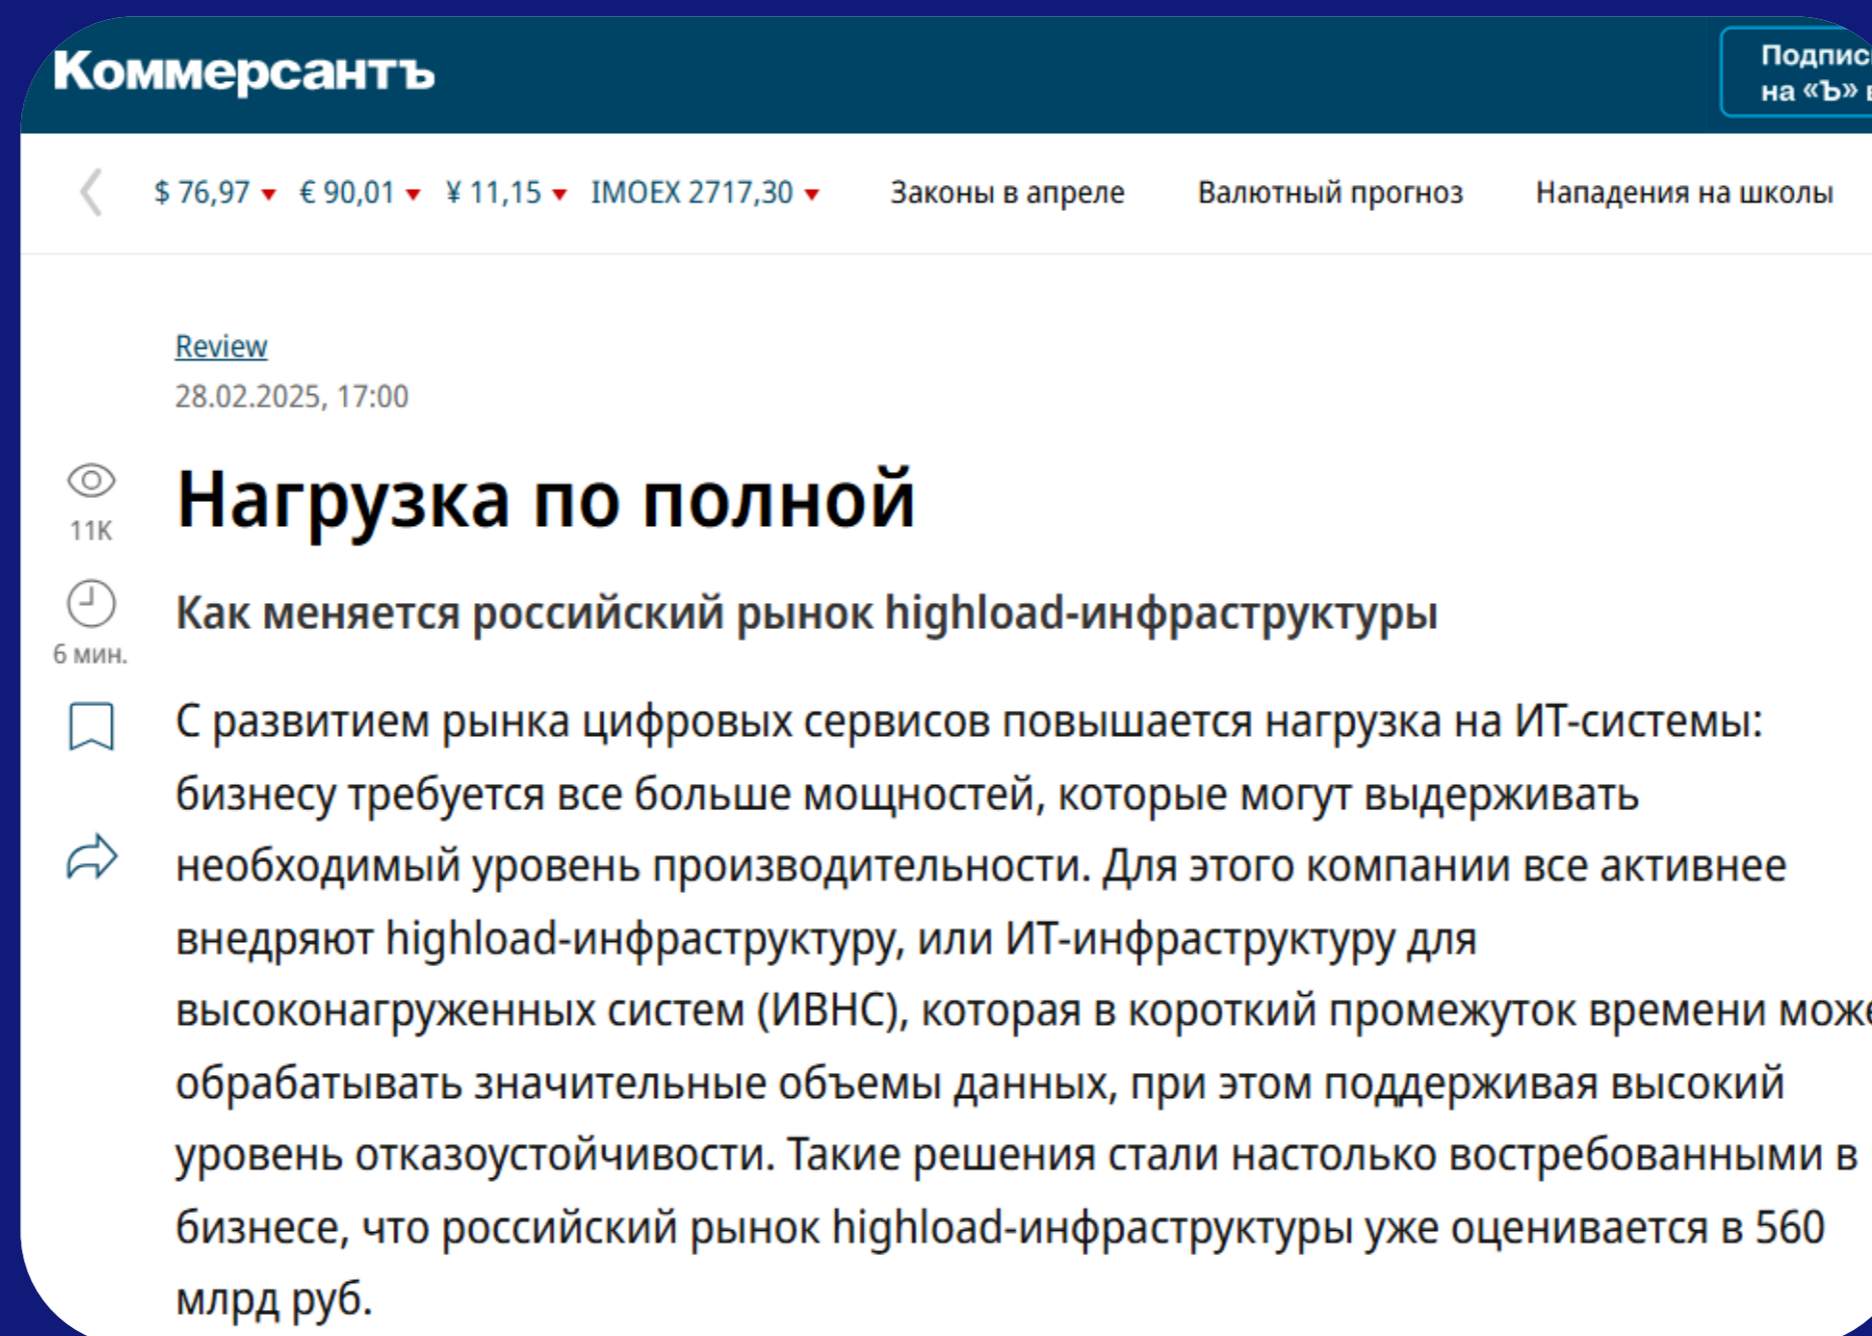 Коммерсантъ
Подпис
на «Ъ» в
$ 76,97 € 90,01 ¥ 11,15 IMOEX 2717,30 Законы в апреле Валютный прогноз Нападения на школы
Review
28.02.2025, 17:00
Нагрузка по полной
11K
Как меняется российский рынок highload-инфраструктуры
6 мин.
С развитием рынка цифровых сервисов повышается нагрузка на ИТ-системы:
бизнесу требуется все больше мощностей, которые могут выдерживать
необходимый уровень производительности. Для этого компании все активнее
внедряют highload-инфраструктуру, или ИТ-инфраструктуру для
высоконагруженных систем (ИВНС), которая в короткий промежуток времени може
обрабатывать значительные объемы данных, при этом поддерживая высокий
уровень отказоустойчивости. Такие решения стали настолько востребованными в
бизнесе, что российский рынок highload-инфраструктуры уже оценивается в 560
млрд руб.